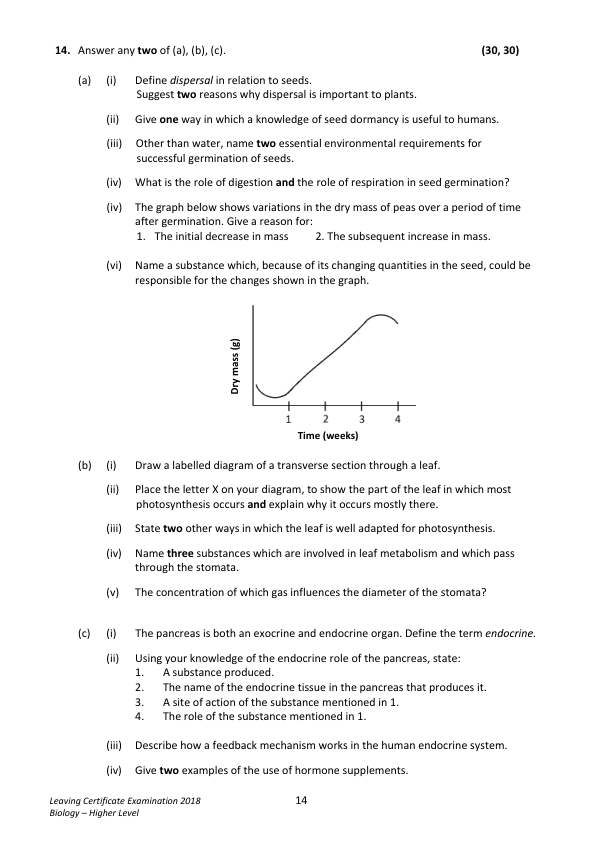 14. Answer any two of (a), (b), (c). (30, 30)
(a) (i) Define dispersal in relation to seeds.
Suggest two reasons why dispersal is important to plants.
(ii) Give one way in which a knowledge of seed dormancy is useful to humans.
(iii) Other than water, name two essential environmental requirements for
successful germination of seeds.
(iv) What is the role of digestion and the role of respiration in seed germination?
(iv) The graph below shows variations in the dry mass of peas over a period of time
after germination. Give a reason for:
1. The initial decrease in mass 2. The subsequent increase in mass.
(vi) Name a substance which, because of its changing quantities in the seed, could be
responsible for the changes shown in the graph.
Dry mass (g)
1 2 3 4
Time (weeks)
(b) (i) Draw a labelled diagram of a transverse section through a leaf.
(ii) Place the letter X on your diagram, to show the part of the leaf in which most
photosynthesis occurs and explain why it occurs mostly there.
(iii) State two other ways in which the leaf is well adapted for photosynthesis.
(iv) Name three substances which are involved in leaf metabolism and which pass
through the stomata.
(v) The concentration of which gas influences the diameter of the stomata?
(c) (i) The pancreas is both an exocrine and endocrine organ. Define the term endocrine.
(ii) Using your knowledge of the endocrine role of the pancreas, state:
1. A substance produced.
2. The name of the endocrine tissue in the pancreas that produces it.
3. A site of action of the substance mentioned in 1.
4. The role of the substance mentioned in 1.
(iii) Describe how a feedback mechanism works in the human endocrine system.
(iv) Give two examples of the use of hormone supplements.
Leaving Certificate Examination 2018 14
Biology – Higher Level